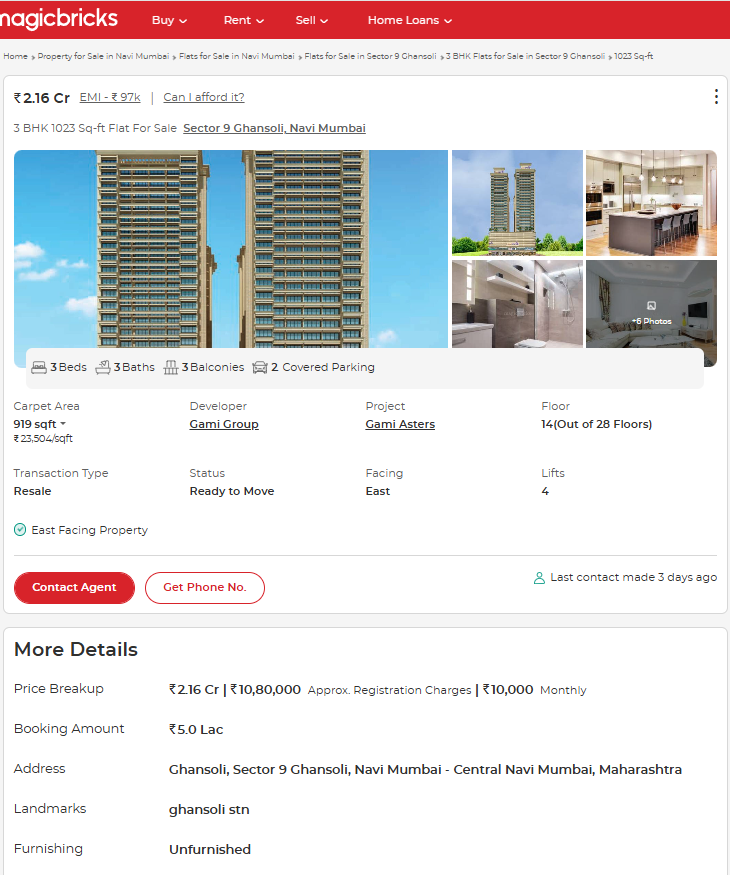 magicbricks Buy Rent Sell Home Loans
Home » Property for Sale in Navi Mumbai » Flats for Sale in Navi Mumbai » Flats for Sale in Sector 9 Ghansoli » 3 BHK Flats for Sale in Sector 9 Ghansoli » 1023 Sq-ft
₹2.16 Cr EMI - ₹97k | Can I afford it?
3 BHK 1023 Sq-ft Flat For Sale Sector 9 Ghansoli, Navi Mumbai
+6 Photos
3 Beds 3 Baths 3 Balconies 2 Covered Parking
Carpet Area Developer Project Floor
919 sqft Gami Group Gami Asters 14(Out of 28 Floors)
₹23,504/sqft
Transaction Type Status Facing Lifts
Resale Ready to Move East 4
East Facing Property
Contact Agent Get Phone No. Last contact made 3 days ago
More Details
Price Breakup ₹2.16 Cr | ₹10,80,000 Approx. Registration Charges | ₹10,000 Monthly
Booking Amount ₹5.0 Lac
Address Ghansoli, Sector 9 Ghansoli, Navi Mumbai - Central Navi Mumbai, Maharashtra
Landmarks ghansoli stn
Furnishing Unfurnished